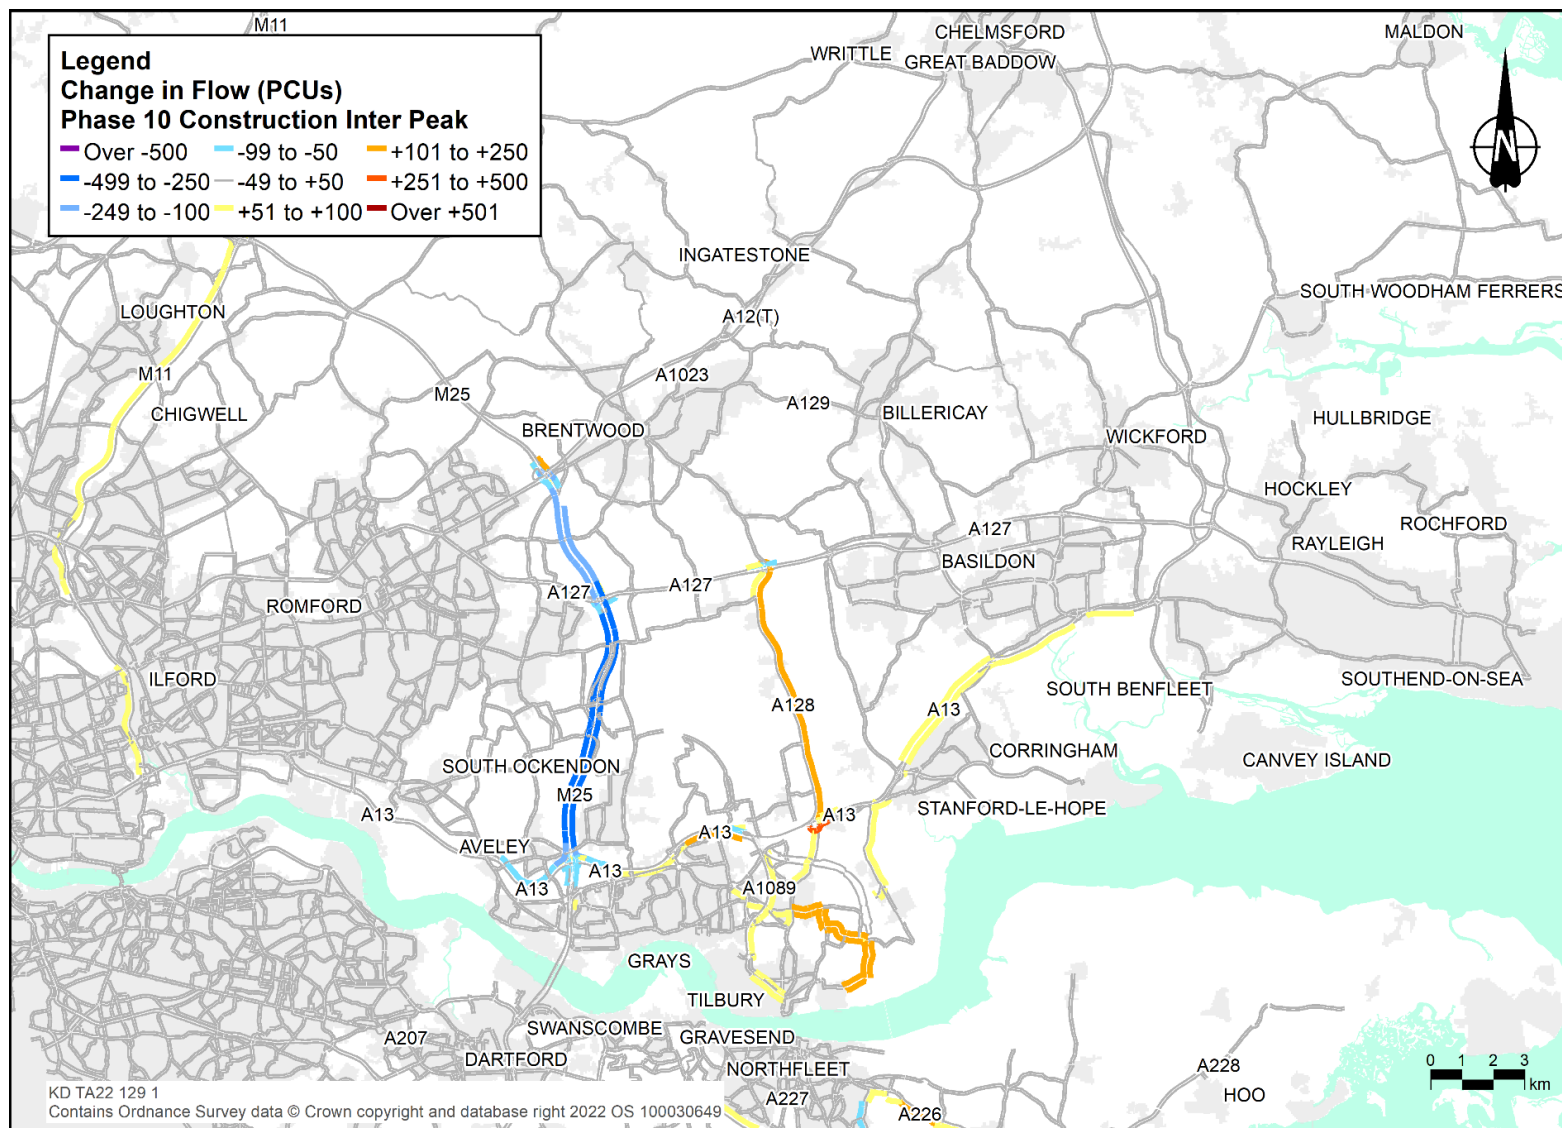 M11
CHELMSFORD
MALDON
WRITTLE
GREAT BADDOW
Legend
Change in Flow (PCUs)
Phase 10 Construction Inter Peak
Over -500
-99 to -50
+101 to +250
-499 to -250
-49 to +50
+251 to +500
-249 to -100
+51 to +100
Over +501
N
INGATESTONE
SOUTH WOODHAM FERRERS
LOUGHTON
A12(T)
M11
A1023
M25
A129
CHIGWELL
BILLERICAY
HULLBRIDGE
BRENTWOOD
WICKFORD
HOCKLEY
ROCHFORD
A127
RAYLEIGH
BASILDON
A127
A127
ROMFORD
ILFORD
SOUTHEND-ON-SEA
SOUTH BENFLEET
A128
A13
CORRINGHAM
CANVEY ISLAND
SOUTH OCKENDON
M25
STANFORD-LE-HOPE
A13
A13
A13
AVELEY
A13
A13
A1089
GRAYS
TILBURY
SWANSCOMBE
A207
GRAVESEND
DARTFORD
NORTHFLEET
A228
HOO
0 1 2 3
km
KD TA22 129 1
Contains Ordnance Survey data © Crown copyright and database right 2022 OS 100030649
A227
A226